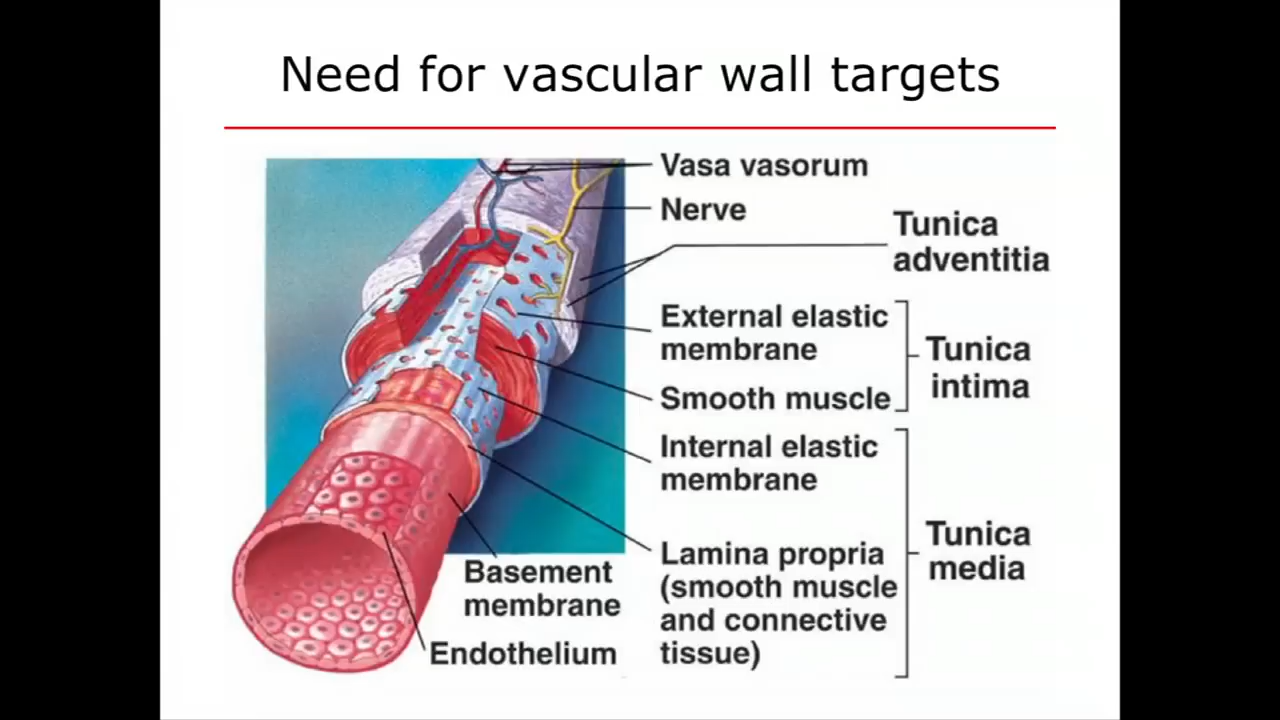 Need for vascular wall targets
Vasa vasorum
Nerve
Tunica
adventitia
External elastic
membrane
Smooth muscle
Tunica
intima
Internal elastic
membrane
Lamina propria
(smooth muscle
and connective
tissue)
Tunica
media
Basement
membrane
Endothelium